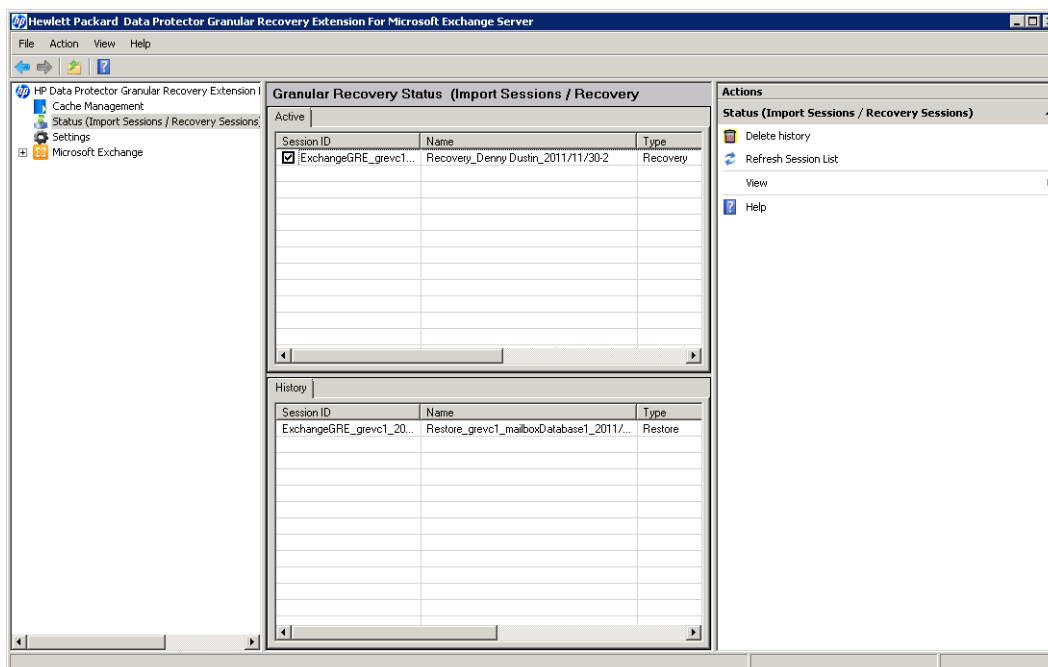 Hewlett Packard Data Protector Granular Recovery Extension For Microsoft Exchange Server
File Action View Help
HP Data Protector Granular Recovery Extension
Cache Management
Status (Import Sessions / Recovery Sessions)
Settings
Microsoft Exchange
Granular Recovery Status (Import Sessions / Recovery
Active
Session ID Name Type
ExchangeGRE_grevc1... Recovery_Denny Dustin_2011/11/30-2 Recovery
History
Session ID Name Type
ExchangeGRE_grevc1_20... Restore_grevc1_mailboxDatabase1_2011/... Restore
Actions
Status (Import Sessions / Recovery Sessions)
Delete history
Refresh Session List
View
Help